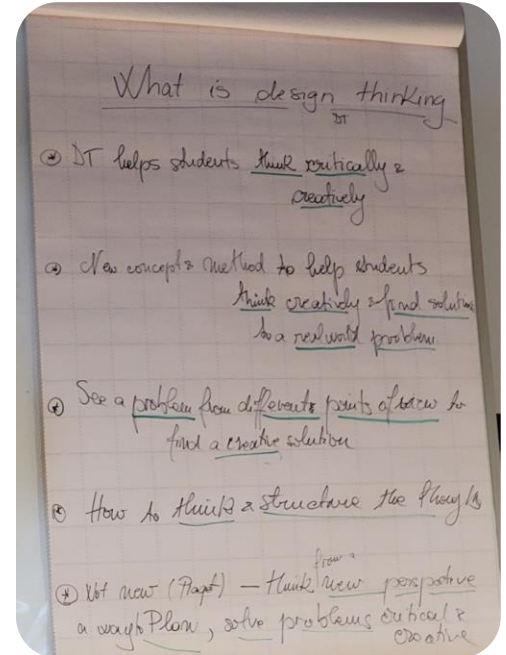 What is design thinking
DT
DT helps students think critically &
creatively
New concept & method to help students
think creatively & find solution
to a real world problem
See a problem from differents points of view to
find a creative solution
How to think & structure the
from a
Not new (Piaget) — think new perspective
a way to Plan, solve problems critical &
creative